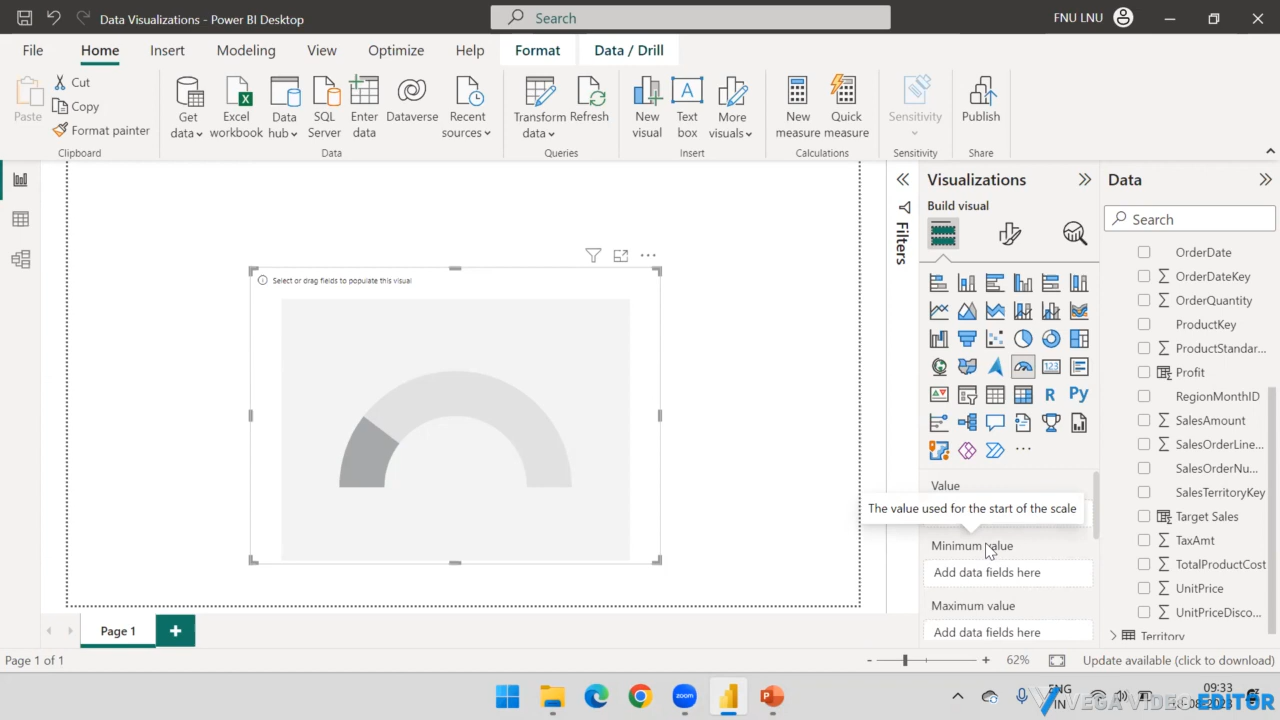 Data Visualizations - Power BI Desktop
Search
FNU LNU
File
Home
Insert
Modeling
View
Optimize
Help
Format
Data / Drill
Paste
Cut
Copy
Format painter
Clipboard
Get data
Excel workbook
Data hub
SQL Server
Enter data
Dataverse
Recent sources
Data
Transform data
Refresh
Queries
New visual
Text box
More visuals
Insert
New measure
Quick measure
Calculations
Sensitivity
Sensitivity
Publish
Share
Select or drag fields to populate this visual
Filters
Visualizations
Build visual
123
R
Py
Value
The value used for the start of the scale
Minimum value
Add data fields here
Maximum value
Add data fields here
Data
Search
OrderDate
OrderDateKey
OrderQuantity
ProductKey
ProductStandar...
Profit
RegionMonthID
SalesAmount
SalesOrderLine...
SalesOrderNu...
SalesTerritoryKey
Target Sales
TaxAmt
TotalProductCost
UnitPrice
UnitPriceDisco...
Territory
Page 1
Page 1 of 1
62%
Update available (click to download)
zoom
ENG
IN
09:33
VEGA VIDEO EDITOR